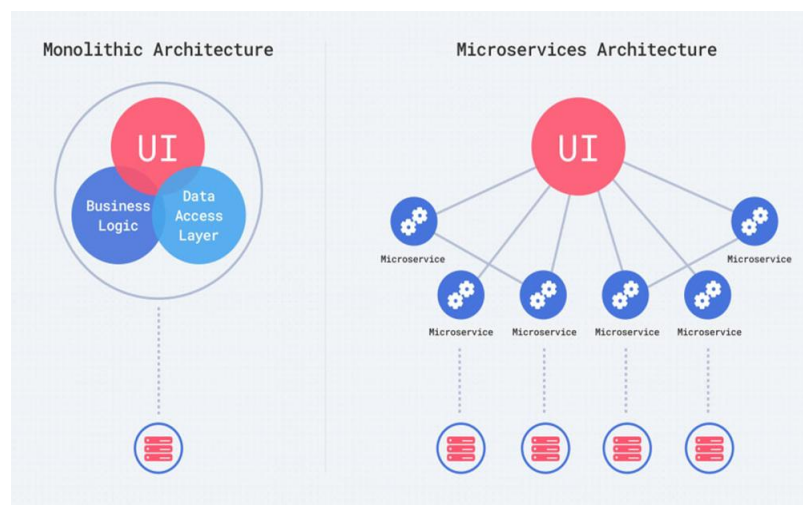 Monolithic Architecture
UI
Business
Logic
Data
Access
Layer
Microservices Architecture
UI
Microservice
Microservice
Microservice
Microservice
Microservice
Microservice